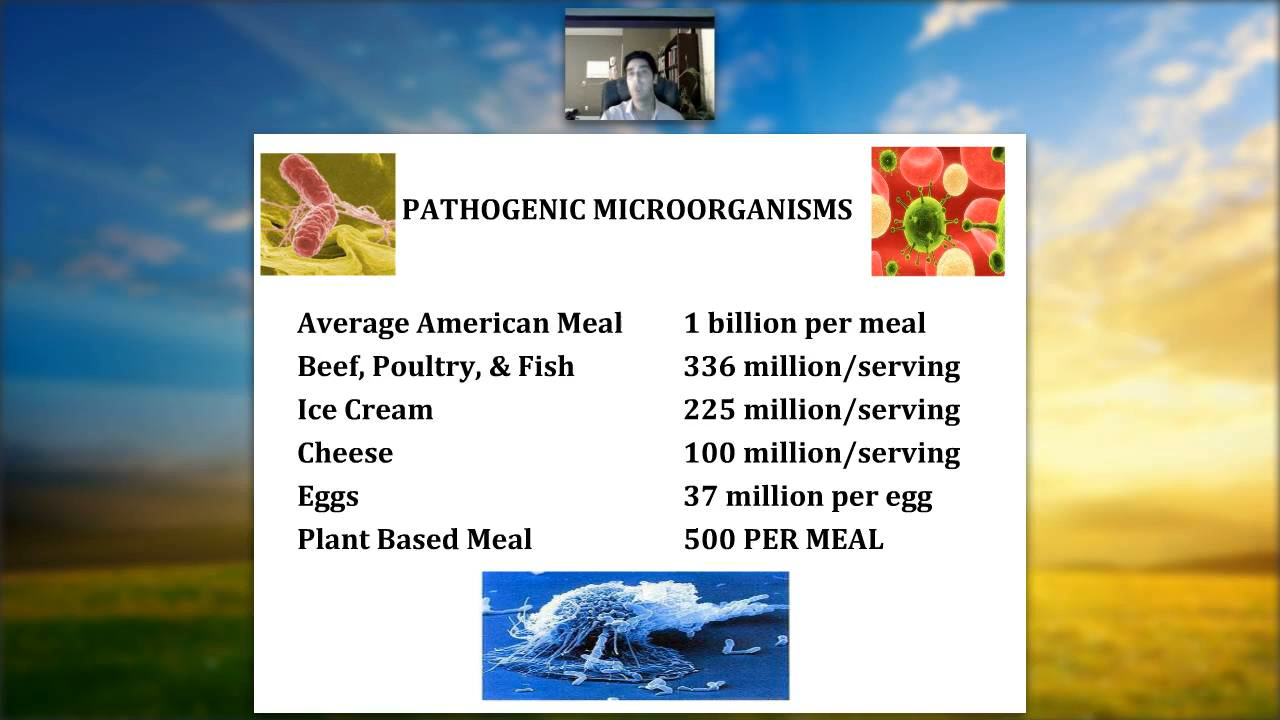 PATHOGENIC MICROORGANISMS
Average American Meal 1 billion per meal
Beef, Poultry, & Fish 336 million/serving
Ice Cream 225 million/serving
Cheese 100 million/serving
Eggs 37 million per egg
Plant Based Meal 500 PER MEAL